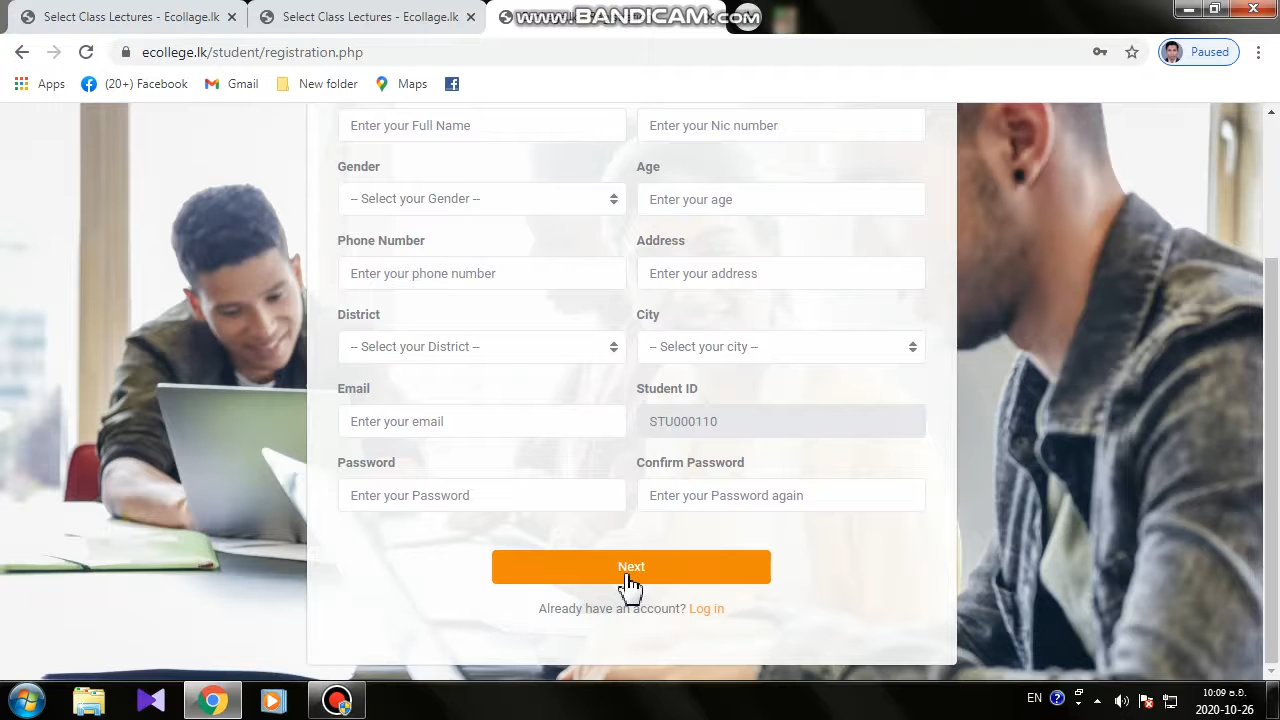 Select Class Lectures - Ecollage.lk
Select Class Lectures - Ecollage.lk
www.BANDICAM.com
ecollege.lk/student/registration.php
Paused
Apps
(20+) Facebook
Gmail
New folder
Maps
Enter your Full Name
Enter your Nic number
Gender
Age
-- Select your Gender --
Enter your age
Phone Number
Address
Enter your phone number
Enter your address
District
City
-- Select your District --
-- Select your city --
Email
Student ID
Enter your email
STU000110
Password
Confirm Password
Enter your Password
Enter your Password again
Next
Already have an account? Log in
EN
10:09 ප.ව.
2020-10-26